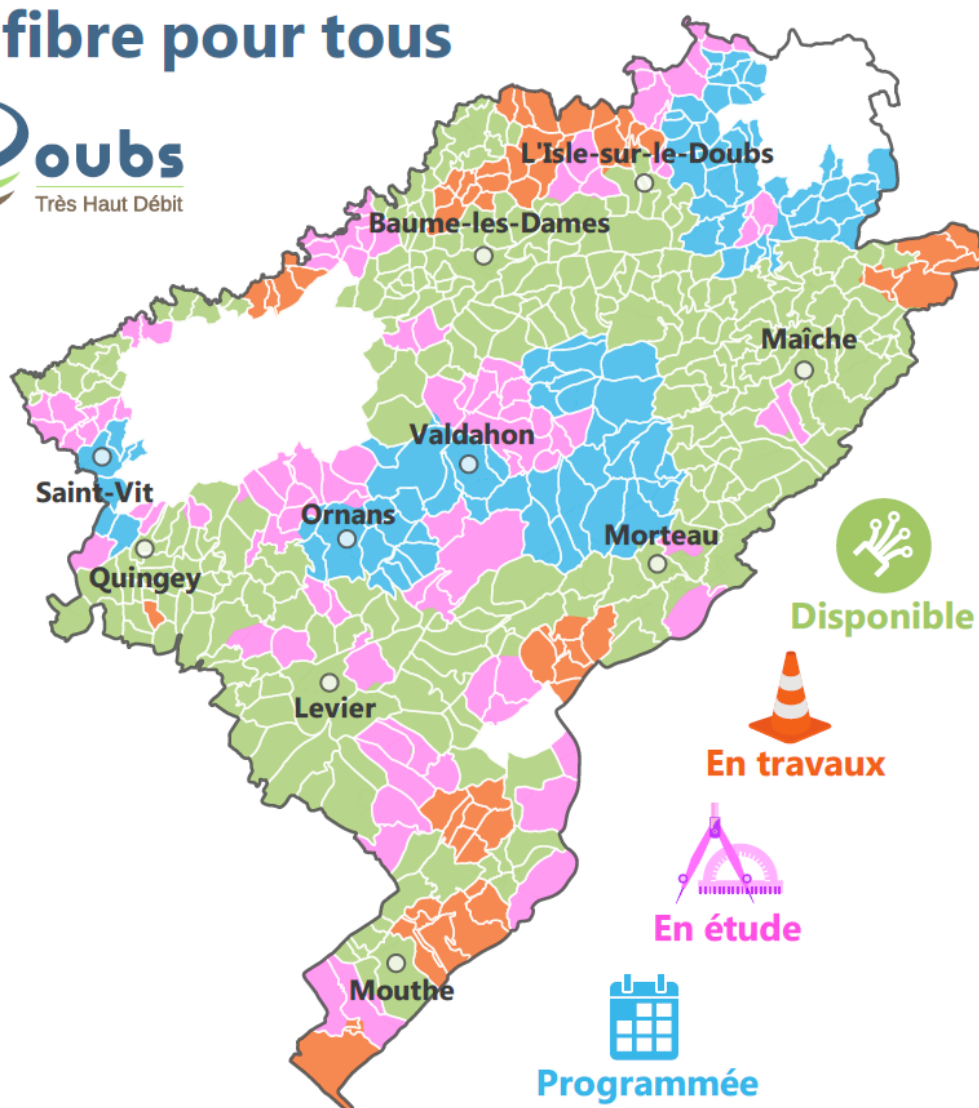 fibre pour tous
oubs
Très Haut Débit
L'Isle-sur-le-Doubs
Baume-les-Dames
Maîche
Valdahon
Saint-Vit
Ornans
Morteau
Quingey
Disponible
Levier
En travaux
En étude
Mouthe
Programmée